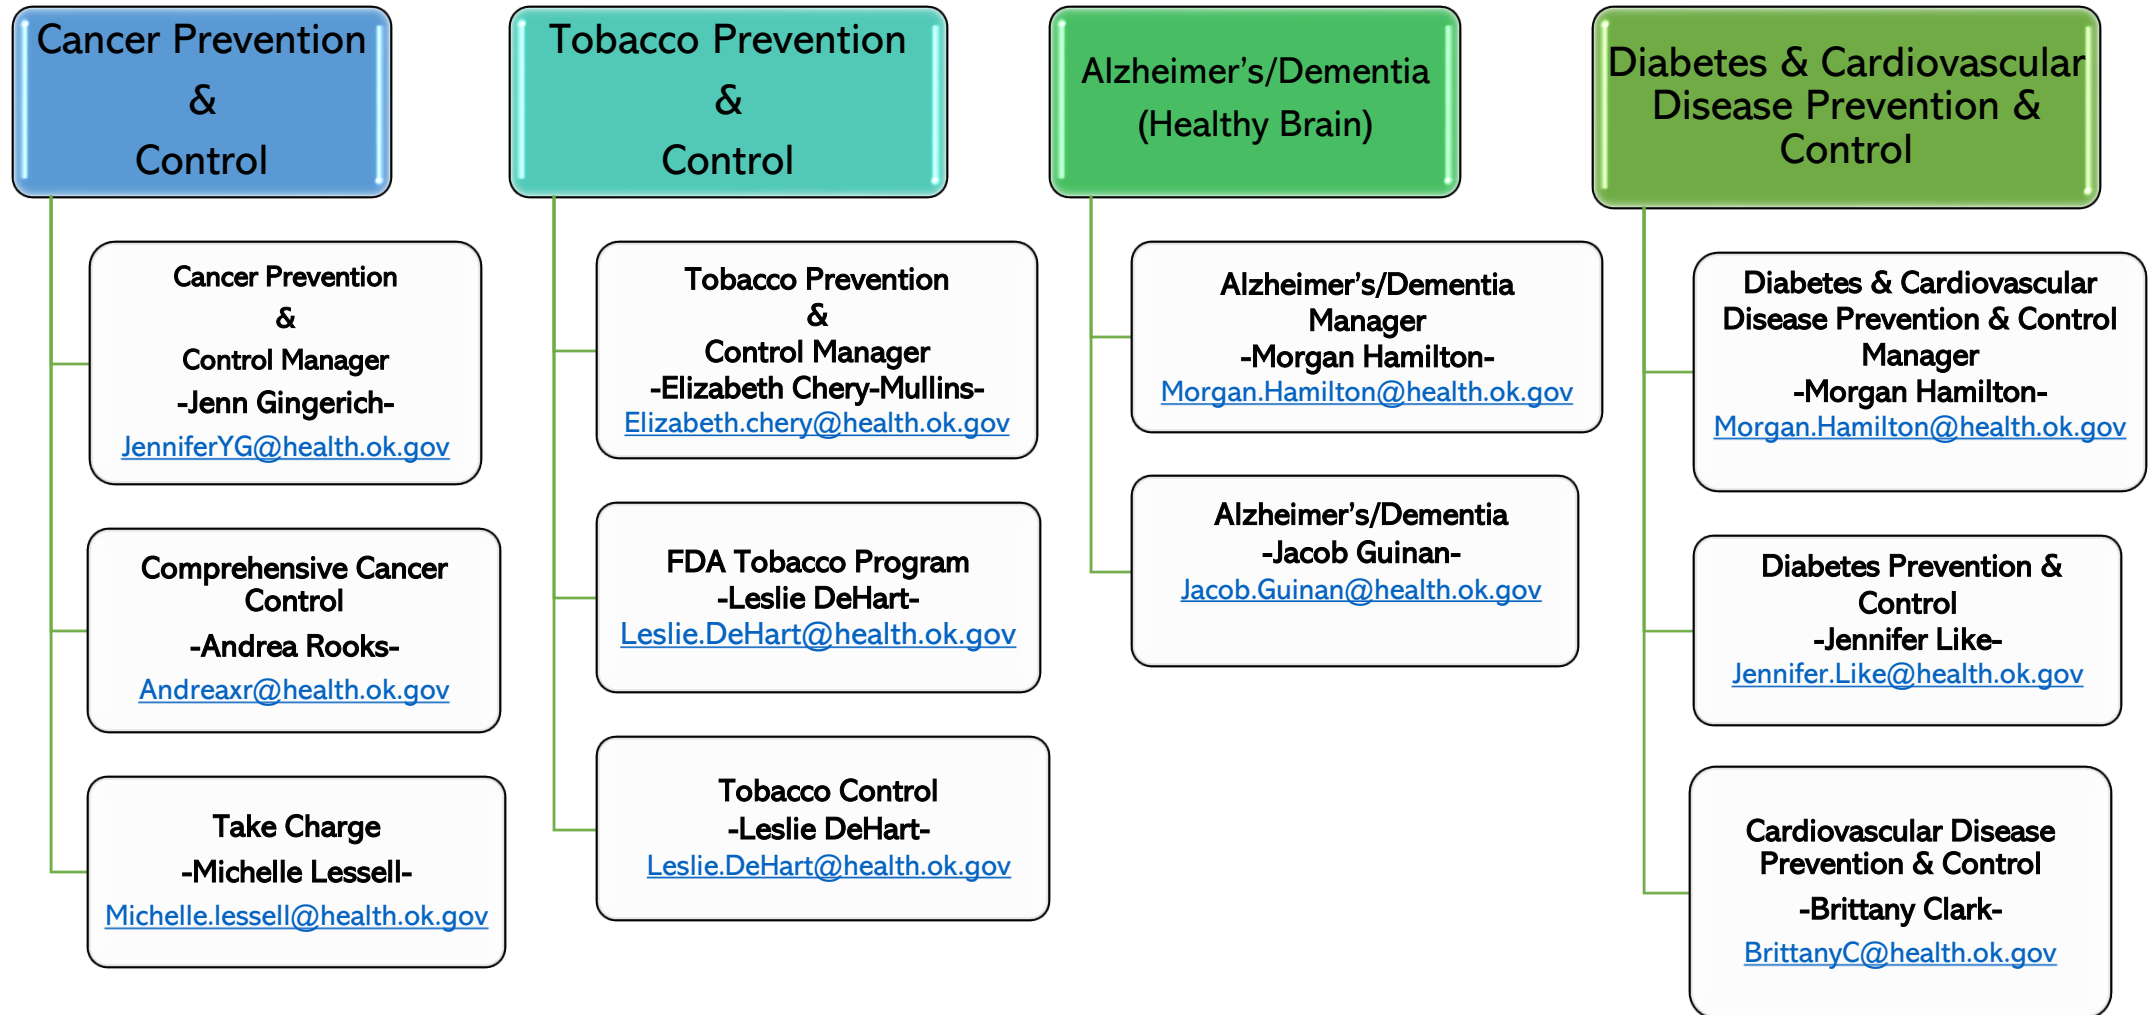 Cancer Prevention
&
Control
Cancer Prevention
&
Control Manager
-Jenn Gingerich-
JenniferYG@health.ok.gov
Comprehensive Cancer
Control
-Andrea Rooks-
Andreaxr@health.ok.gov
Take Charge
-Michelle Lessell-
Michelle.lessell@health.ok.gov
Tobacco Prevention
&
Control
Tobacco Prevention
&
Control Manager
-Elizabeth Chery-Mullins-
Elizabeth.chery@health.ok.gov
FDA Tobacco Program
-Leslie DeHart-
Leslie.DeHart@health.ok.gov
Tobacco Control
-Leslie DeHart-
Leslie.DeHart@health.ok.gov
Alzheimer’s/Dementia
(Healthy Brain)
Alzheimer’s/Dementia
Manager
-Morgan Hamilton-
Morgan.Hamilton@health.ok.gov
Alzheimer’s/Dementia
-Jacob Guinan-
Jacob.Guinan@health.ok.gov
Diabetes & Cardiovascular
Disease Prevention &
Control
Diabetes & Cardiovascular
Disease Prevention & Control
Manager
-Morgan Hamilton-
Morgan.Hamilton@health.ok.gov
Diabetes Prevention &
Control
-Jennifer Like-
Jennifer.Like@health.ok.gov
Cardiovascular Disease
Prevention & Control
-Brittany Clark-
BrittanyC@health.ok.gov